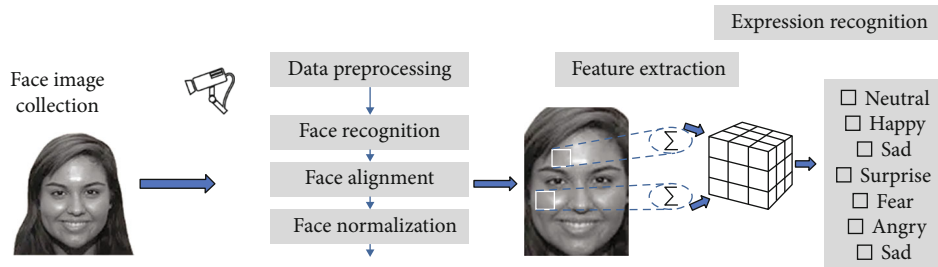 Face image
collection
Data preprocessing
Face recognition
Face alignment
Face normalization
Feature extraction
∑
∑
Expression recognition
Neutral
Happy
Sad
Surprise
Fear
Angry
Sad